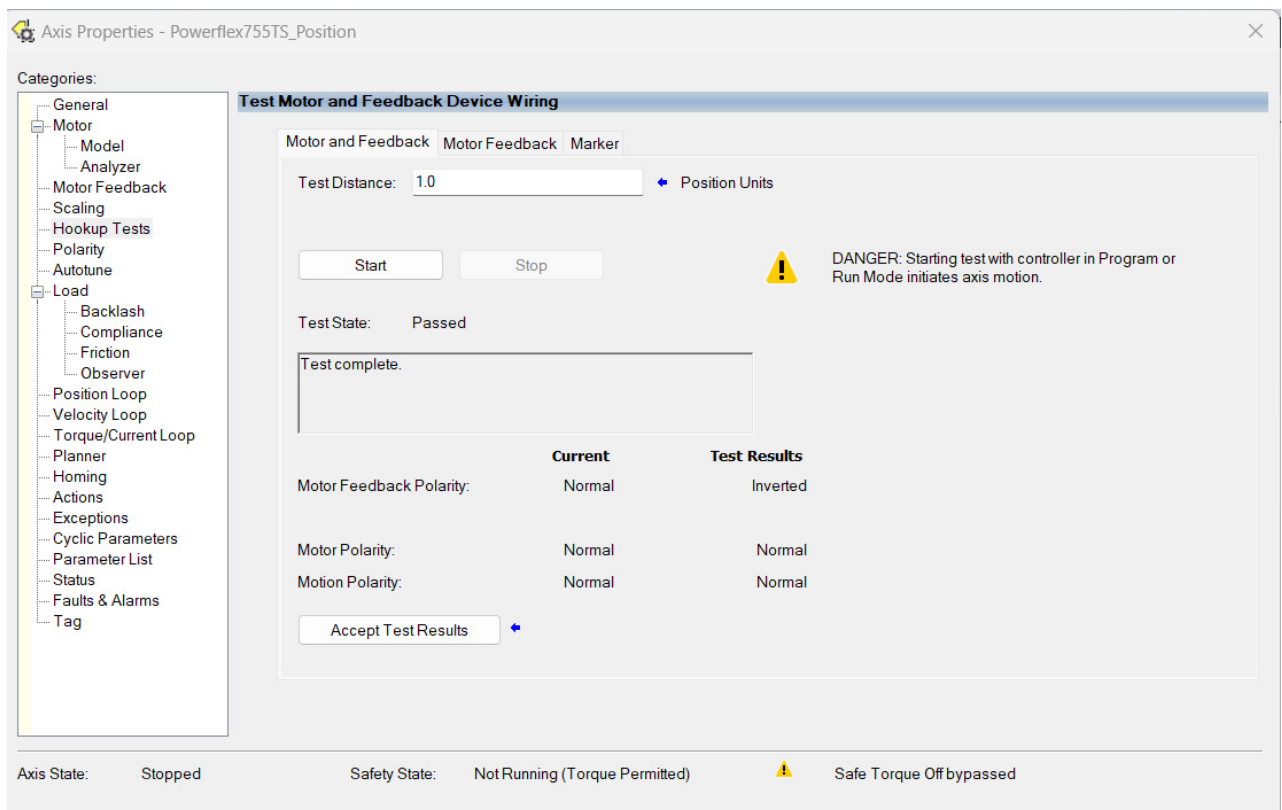 Axis Properties - Powerflex755TS_Position
Categories:
General
Motor
Model
Analyzer
Motor Feedback
Scaling
Hookup Tests
Polarity
Autotune
Load
Backlash
Compliance
Friction
Observer
Position Loop
Velocity Loop
Torque/Current Loop
Planner
Homing
Actions
Exceptions
Cyclic Parameters
Parameter List
Status
Faults & Alarms
Tag
Test Motor and Feedback Device Wiring
Motor and Feedback Motor Feedback Marker
Test Distance: 1.0 Position Units
Start Stop
DANGER: Starting test with controller in Program or
Run Mode initiates axis motion.
Test State: Passed
Test complete.
Current Test Results
Motor Feedback Polarity: Normal Inverted
Motor Polarity: Normal Normal
Motion Polarity: Normal Normal
Accept Test Results
Axis State: Stopped Safety State: Not Running (Torque Permitted) Safe Torque Off bypassed